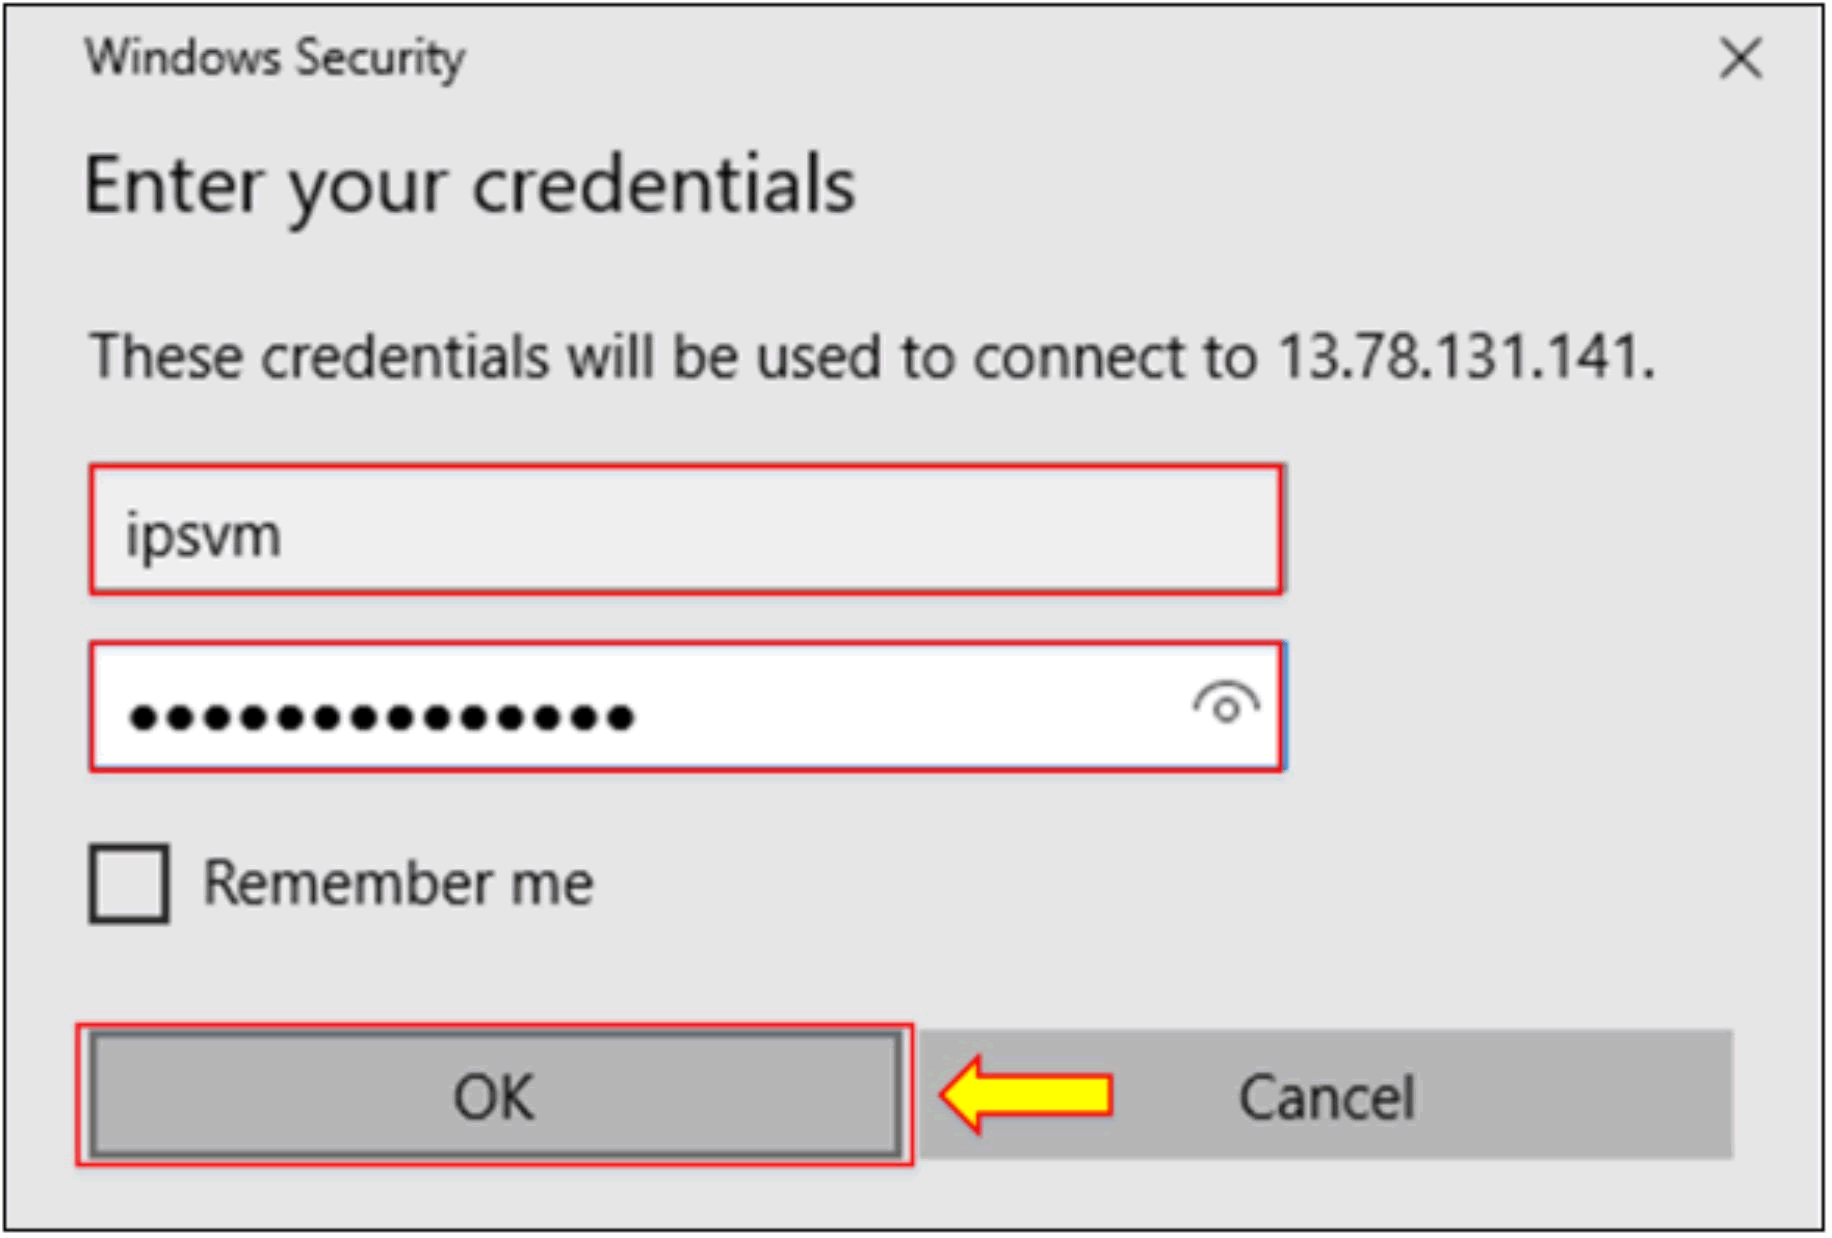 Windows Security
Enter your credentials
These credentials will be used to connect to 13.78.131.141.
ipsvm
●●●●●●●●●●●●●●
Remember me
OK
Cancel